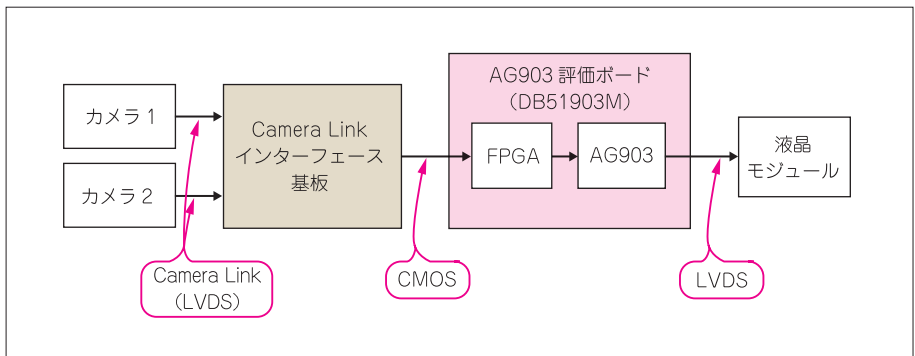 カメラ 1
カメラ 2
Camera Link
インターフェース
基板
AG903 評価ボード
（DB51903M）
FPGA
AG903
液晶
モジュール
Camera Link
（LVDS）
CMOS
LVDS